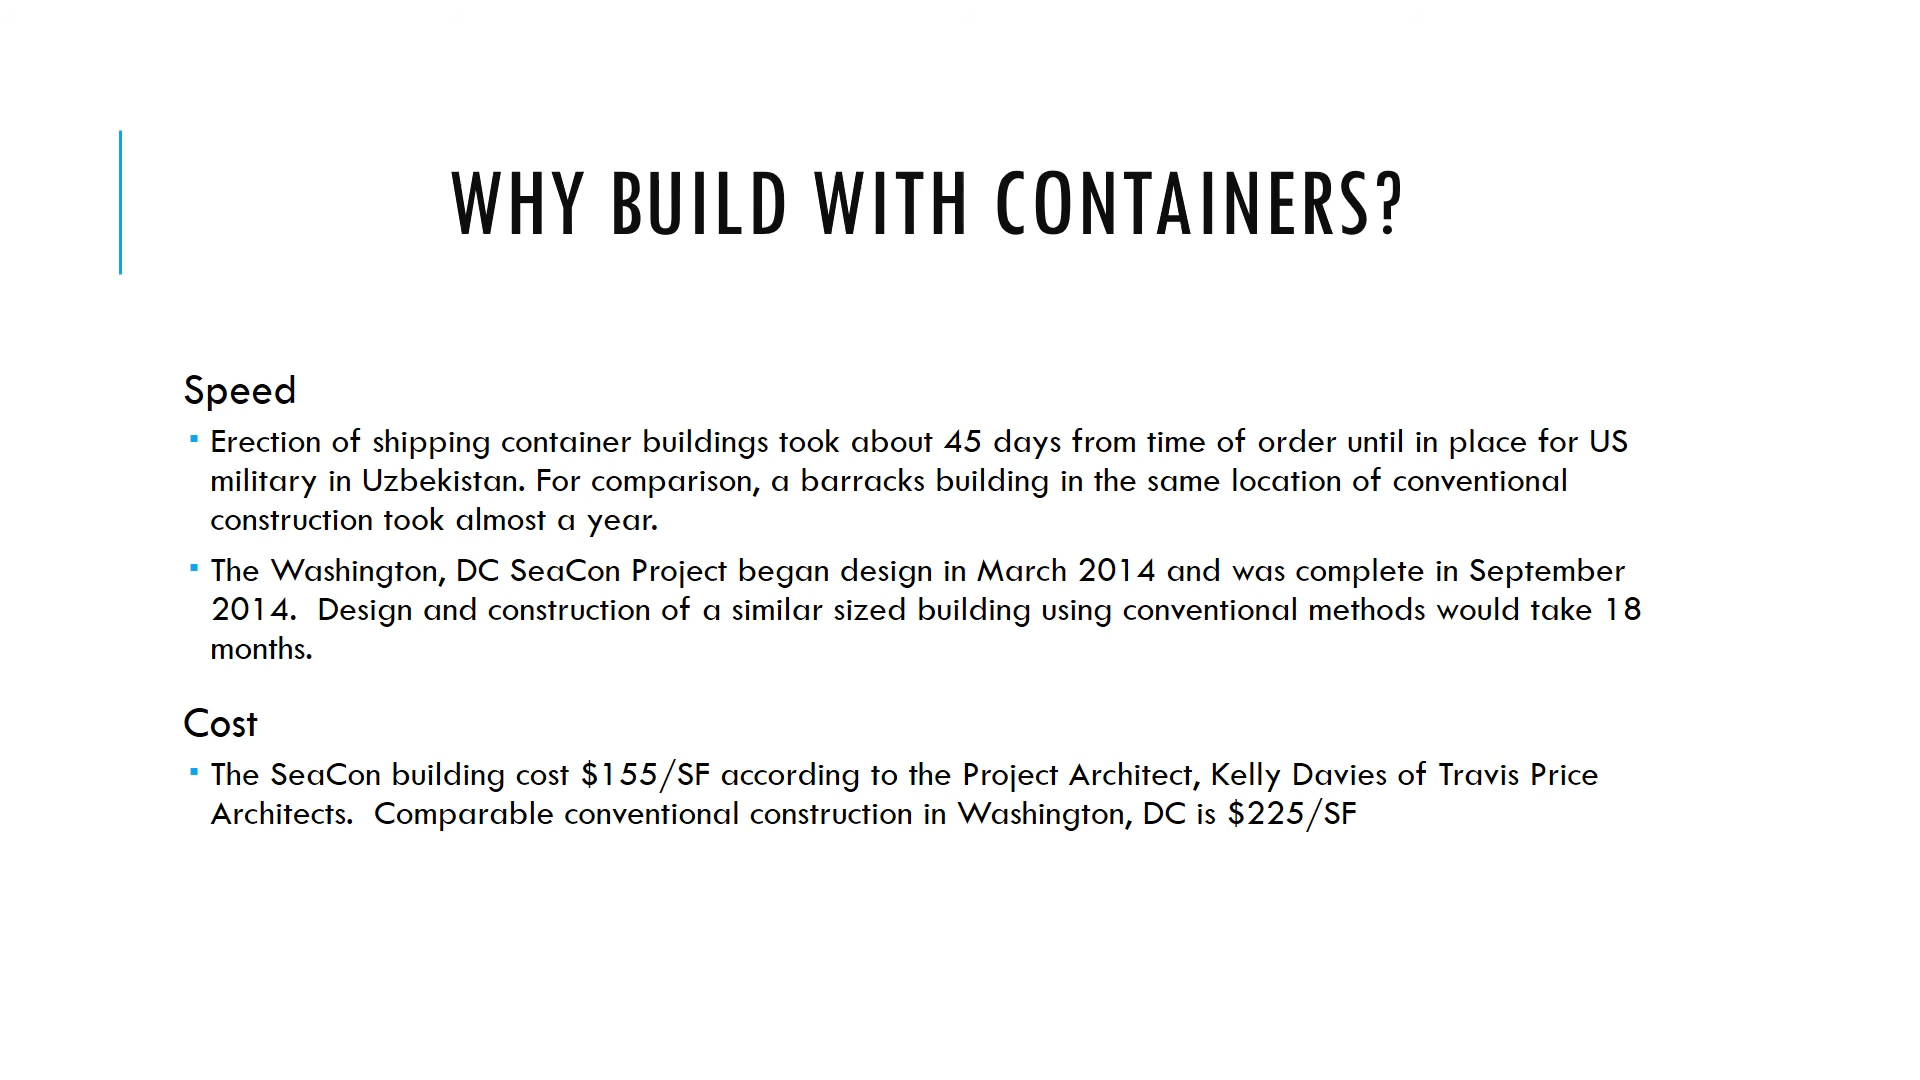 WHY BUILD WITH CONTAINERS?
Speed
▪ Erection of shipping container buildings took about 45 days from time of order until in place for US
military in Uzbekistan. For comparison, a barracks building in the same location of conventional
construction took almost a year.
▪ The Washington, DC SeaCon Project began design in March 2014 and was complete in September
2014.  Design and construction of a similar sized building using conventional methods would take 18
months.
Cost
▪ The SeaCon building cost $155/SF according to the Project Architect, Kelly Davies of Travis Price
Architects.  Comparable conventional construction in Washington, DC is $225/SF